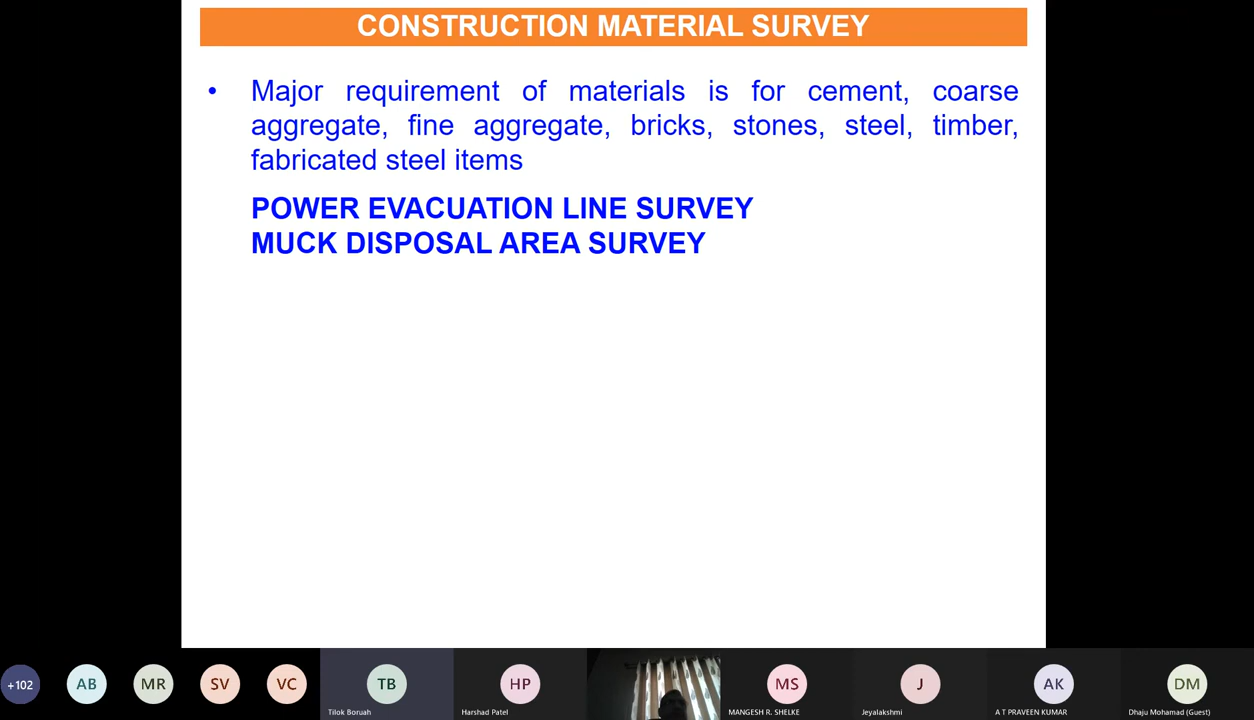 CONSTRUCTION MATERIAL SURVEY
• Major requirement of materials is for cement, coarse
aggregate, fine aggregate, bricks, stones, steel, timber,
fabricated steel items
POWER EVACUATION LINE SURVEY
MUCK DISPOSAL AREA SURVEY
+102
AB
MR
SV
VC
TB
HP
MS
J
AK
DM
Tilok Boruah
Harshad Patel
MANGESH R. SHELKE
Jeyalakshmi
A T PRAVEEN KUMAR
Dhaju Mohamad (Guest)